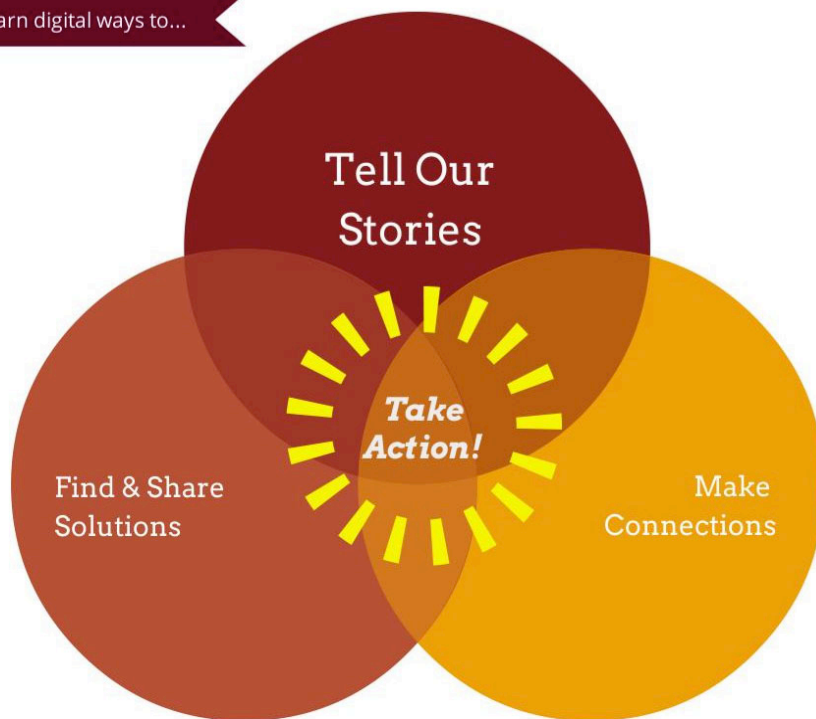 arn digital ways to...
Tell Our
Stories
Take
Action!
Find & Share
Solutions
Make
Connections